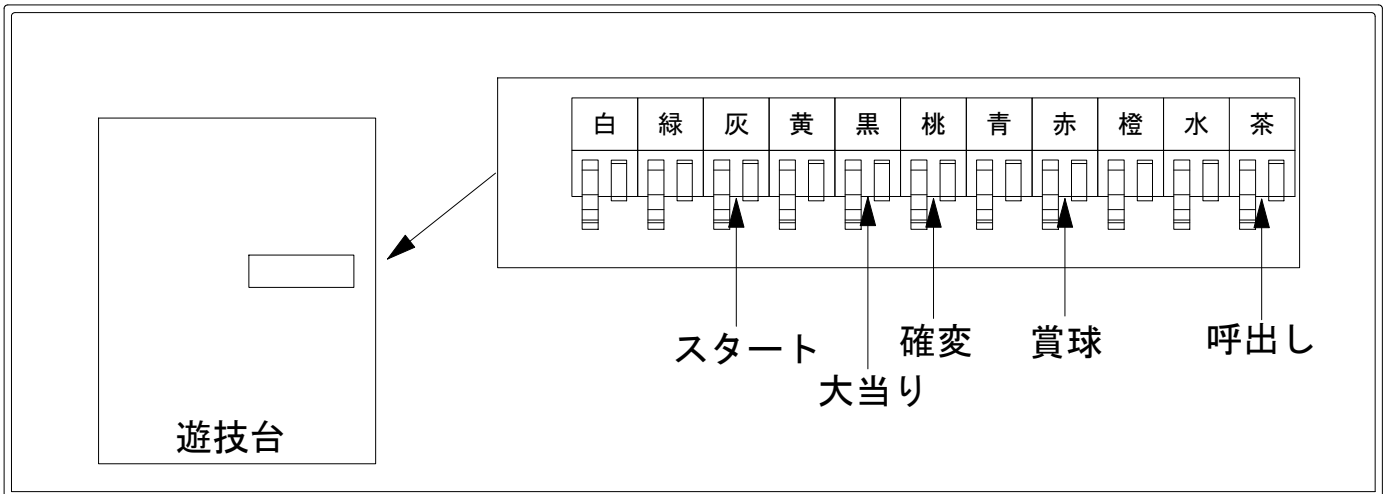 白 緑 灰 黄 黒 桃 青 赤 橙 水 茶
スタート
大当り
確変
賞球
呼出し
遊技台